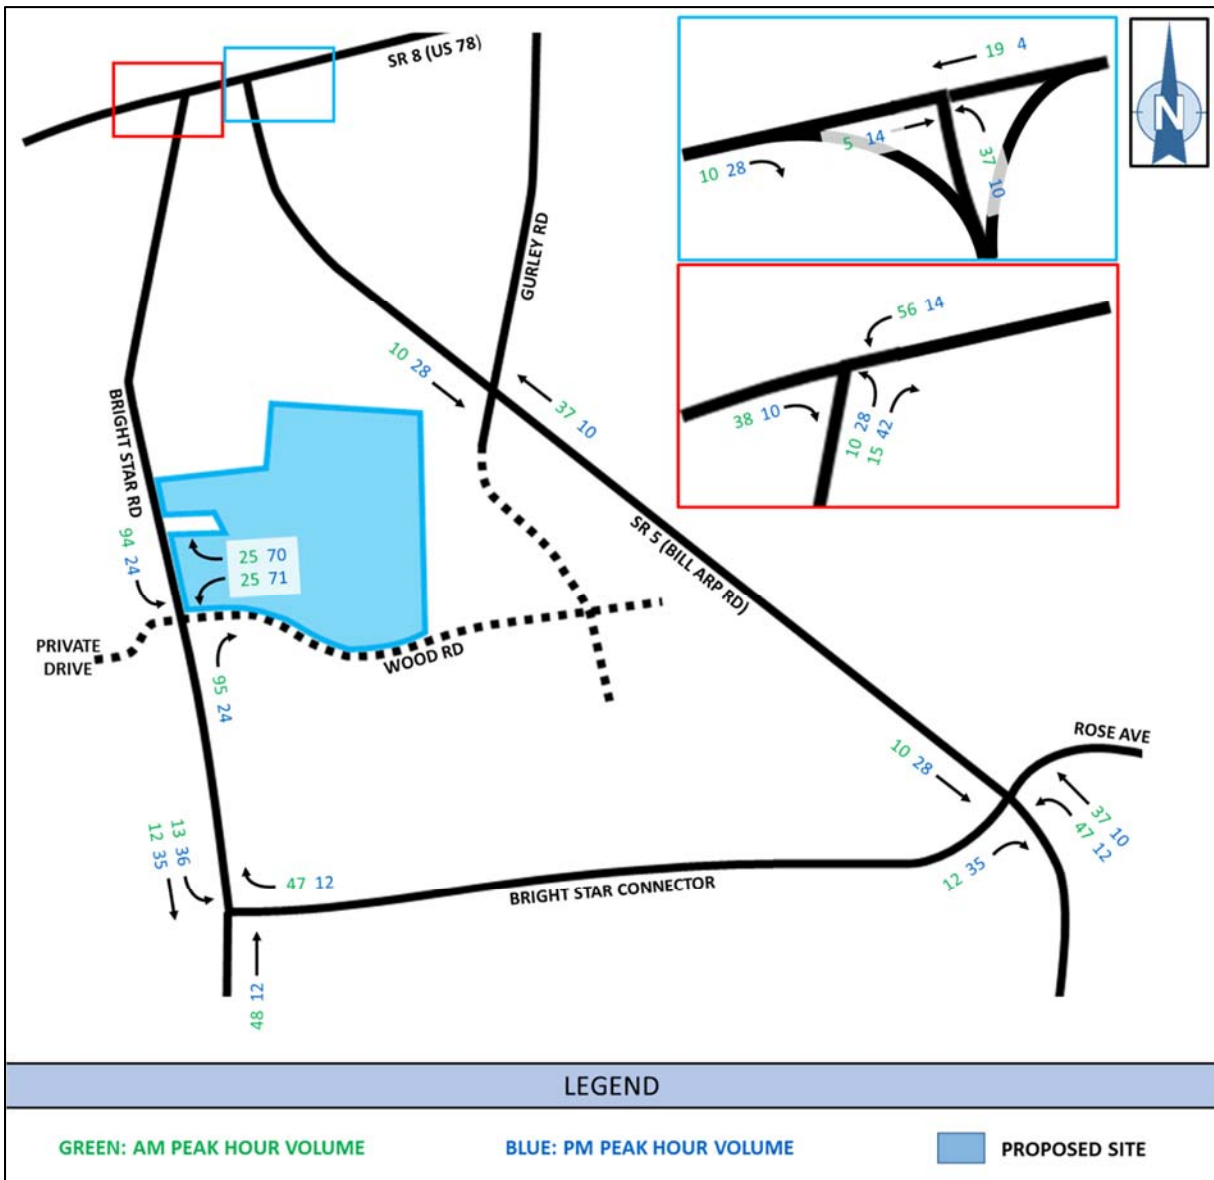 SR 8 (US 78)
19 4
N
5 14
10 28
37 10
GURLEY RD
56 14
38 10
10 28
15 42
10 28
37 10
BRIGHT STAR RD
SR 5 (BILL ARP RD)
94 24
25 70
25 71
PRIVATE
DRIVE
WOOD RD
95 24
ROSE AVE
10 28
37 10
47 12
13 36
12 35
12 35
47 12
BRIGHT STAR CONNECTOR
48 12
LEGEND
GREEN: AM PEAK HOUR VOLUME
BLUE: PM PEAK HOUR VOLUME
PROPOSED SITE